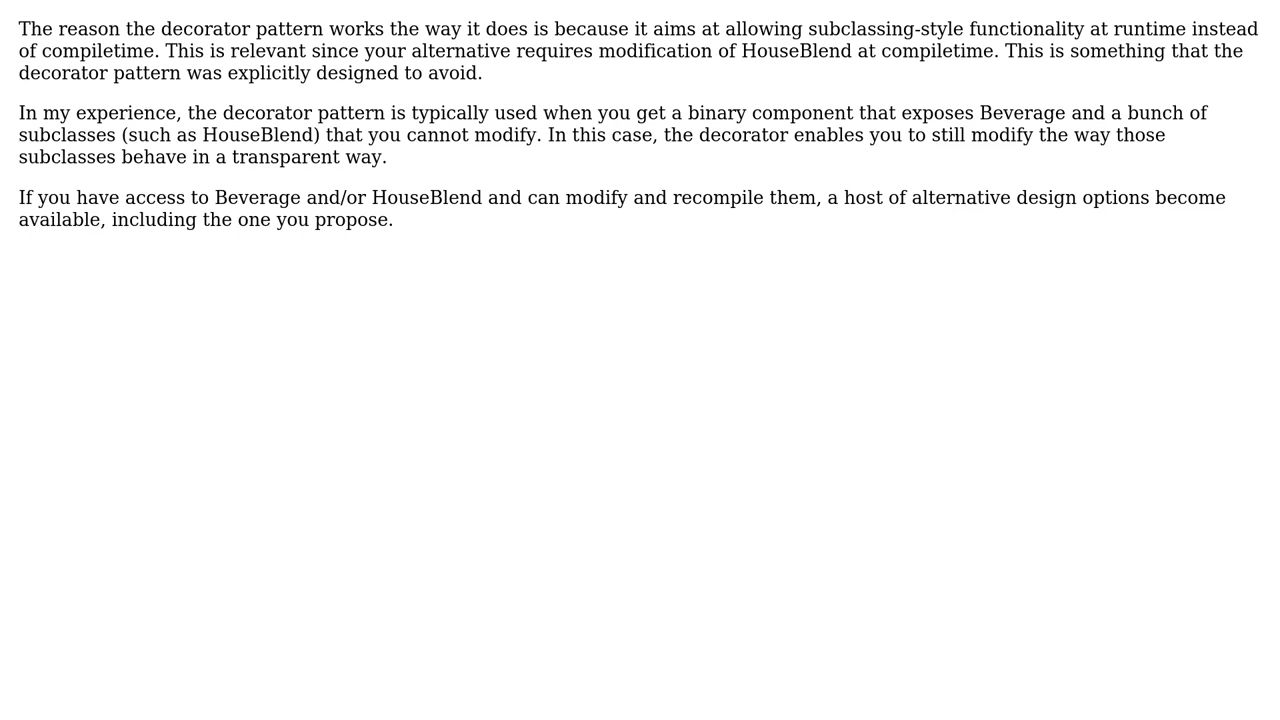 The reason the decorator pattern works the way it does is because it aims at allowing subclassing-style functionality at runtime instead
of compiletime. This is relevant since your alternative requires modification of HouseBlend at compiletime. This is something that the
decorator pattern was explicitly designed to avoid.
In my experience, the decorator pattern is typically used when you get a binary component that exposes Beverage and a bunch of
subclasses (such as HouseBlend) that you cannot modify. In this case, the decorator enables you to still modify the way those
subclasses behave in a transparent way.
If you have access to Beverage and/or HouseBlend and can modify and recompile them, a host of alternative design options become
available, including the one you propose.